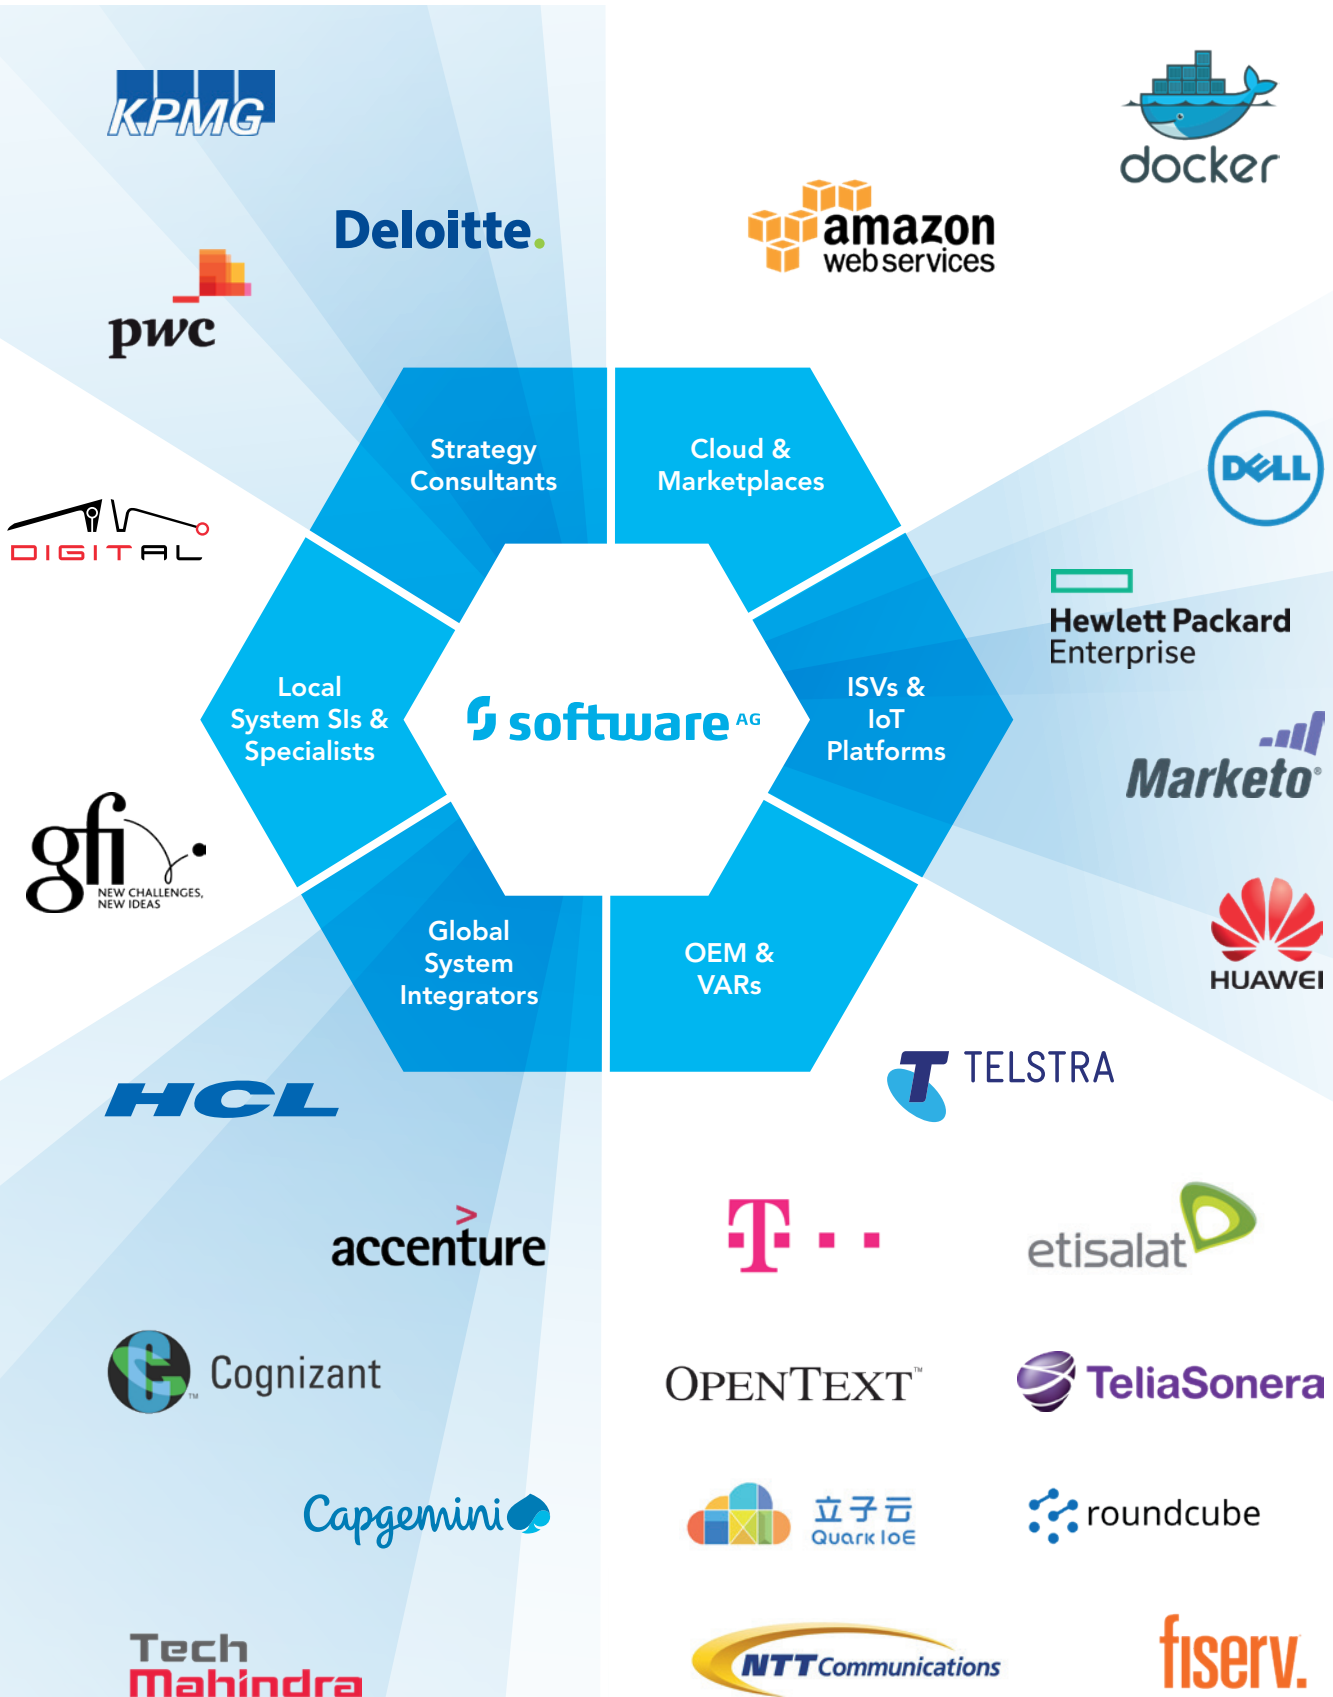 KPMG
docker
Deloitte.
amazon
web services
pwc
Strategy
Consultants
Cloud &
Marketplaces
DELL
DIGITAL
Hewlett Packard
Enterprise
Local
System SIs &
Specialists
software AG
ISVs &
IoT
Platforms
Marketo®
gfi
NEW CHALLENGES,
NEW IDEAS
Global
System
Integrators
OEM &
VARs
HUAWEI
TELSTRA
HCL
accenture
T
etisalat
Cognizant™
OPENTEXT™
TeliaSonera
Capgemini
立子云
Quark IoE
roundcube
Tech
Mahindra
NTT Communications
fiserv.